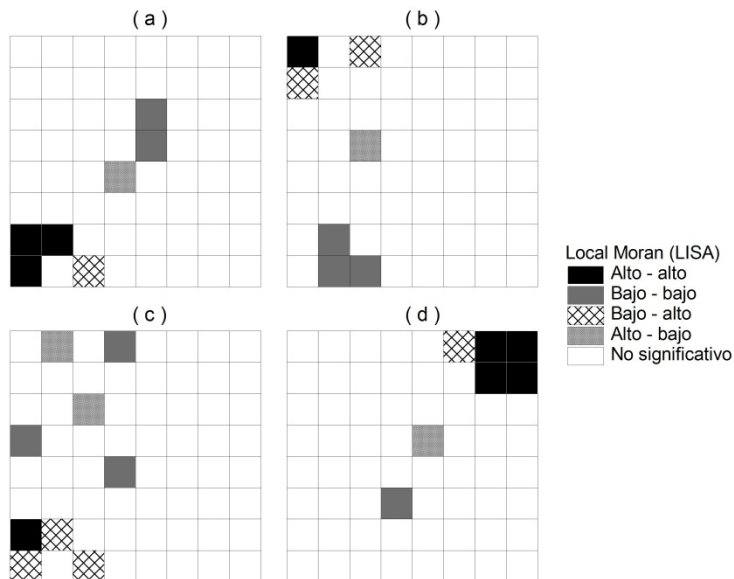 ( a )
( b )
Local Moran (LISA)
Alto - alto
Bajo - bajo
Bajo - alto
Alto - bajo
No significativo
( c )
( d )